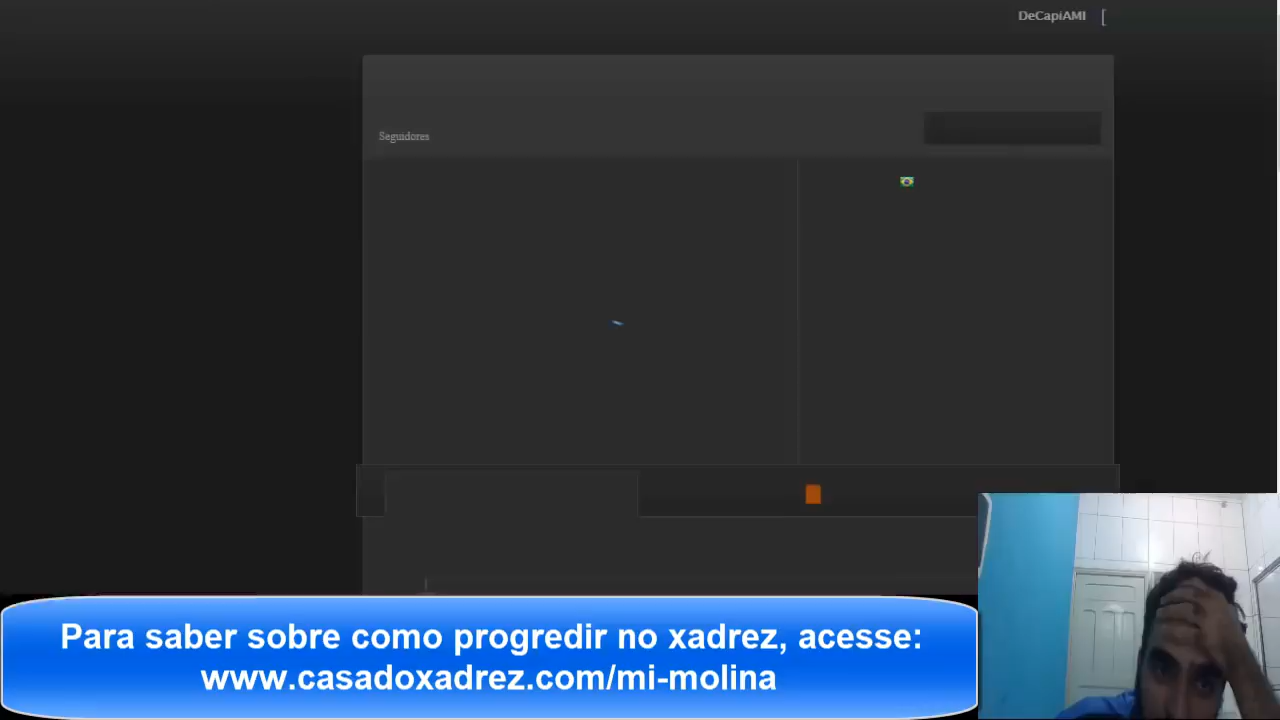 DeCapiAMI
Seguidores
Para saber sobre como progredir no xadrez, acesse:
www.casadoxadrez.com/mi-molina